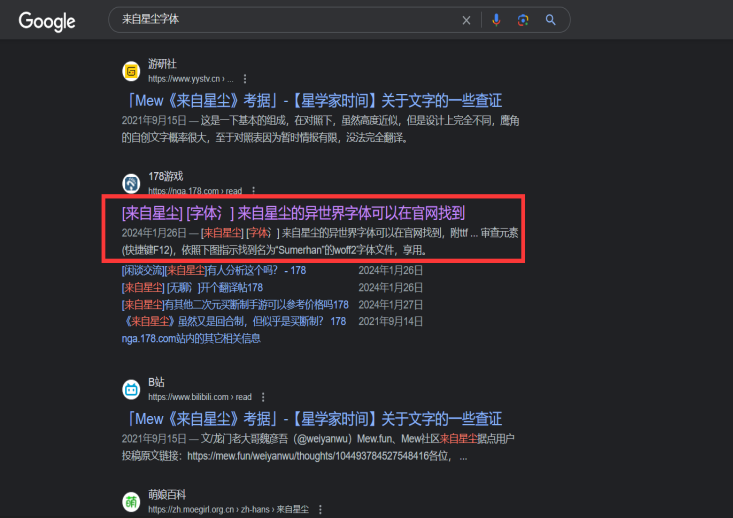 Google
来自星尘字体
游研社
https://www.yystv.cn › ...
「Mew《来自星尘》考据」-【星学家时间】关于文字的一些查证
2021年9月15日 — 这是一下基本的组成，在对照下，虽然高度近似，但是设计上完全不同，鹰角
的自创文字概率很大，至于对照表因为暂时情报有限，没法完全翻译。
178游戏
https://nga.178.com › read
[来自星尘] [字体氵] 来自星尘的异世界字体可以在官网找到
2024年1月26日 — [来自星尘] [字体氵] 来自星尘的异世界字体可以在官网找到，附ttf ... 审查元素
(快捷键F12)，依照下图指示找到名为“Sumerhan”的woff2字体文件，享用。
[闲谈交流][来自星尘]有人分析这个吗？ - 178 2024年1月26日
[来自星尘] [无聊氵]开个翻译帖178 2024年1月26日
[来自星尘]有其他二次元买断制手游可以参考价格吗178 2024年1月27日
《来自星尘》虽然又是回合制，但似乎是买断制？ 178 2021年9月14日
nga.178.com站内的其它相关信息
B站
https://www.bilibili.com › read
「Mew《来自星尘》考据」-【星学家时间】关于文字的一些查证
2021年9月15日 — 文/龙门老大哥魏彦吾（@weiyanwu）Mew.fun、Mew社区来自星尘据点用户
投稿原文链接：https://mew.fun/weiyanwu/thoughts/104493784527548416各位， ...
萌娘百科
https://zh.moegirl.org.cn › zh-hans › 来自星尘